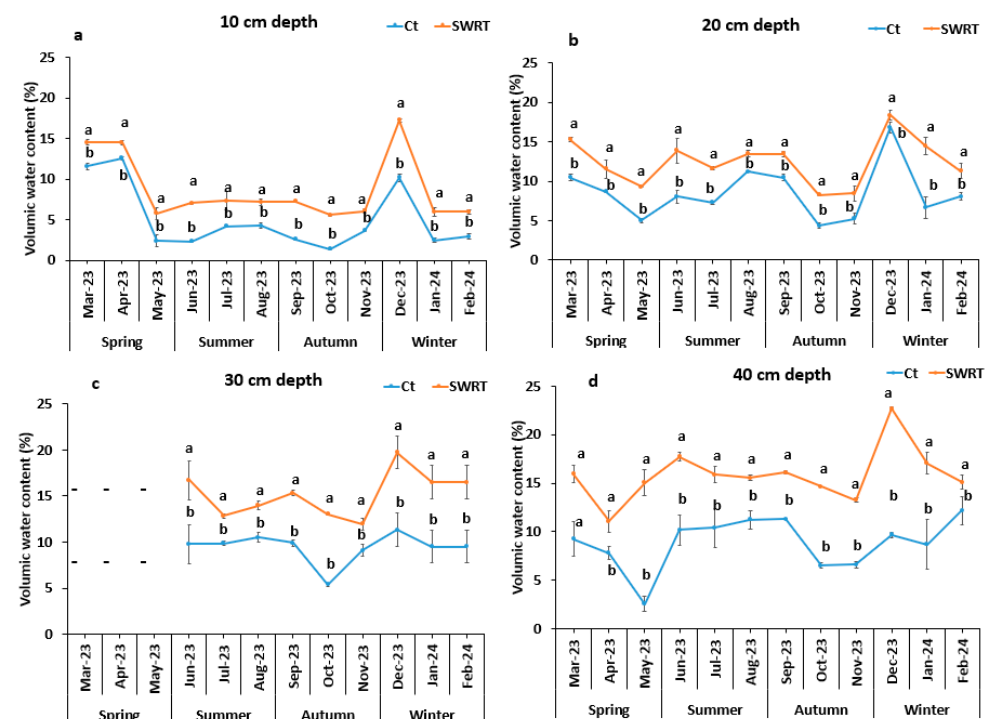 10 cm depth
Ct SWRT
a
Volumic water content (%)
25
20
15
10
5
0
a a a a a a a a a a a a
b b b b b b b b b b b b
Mar-23 Apr-23 May-23 Jun-23 Jul-23 Aug-23 Sep-23 Oct-23 Nov-23 Dec-23 Jan-24 Feb-24
Spring Summer Autumn Winter
20 cm depth
Ct SWRT
b
Volumic water content (%)
25
20
15
10
5
0
a a a a a a a a a a a a
b b b b b b b b b b b b
Mar-23 Apr-23 May-23 Jun-23 Jul-23 Aug-23 Sep-23 Oct-23 Nov-23 Dec-23 Jan-24 Feb-24
Spring Summer Autumn Winter
30 cm depth
Ct SWRT
c
Volumic water content (%)
25
20
15
10
5
0
- - - a a a a a a a a a
- - - b b b b b b b b b
Mar-23 Apr-23 May-23 Jun-23 Jul-23 Aug-23 Sep-23 Oct-23 Nov-23 Dec-23 Jan-24 Feb-24
Spring Summer Autumn Winter
40 cm depth
Ct SWRT
d
Volumic water content (%)
25
20
15
10
5
0
a a a a a a a a a a a a
a b b b b b b b b b b b
Mar-23 Apr-23 May-23 Jun-23 Jul-23 Aug-23 Sep-23 Oct-23 Nov-23 Dec-23 Jan-24 Feb-24
Spring Summer Autumn Winter